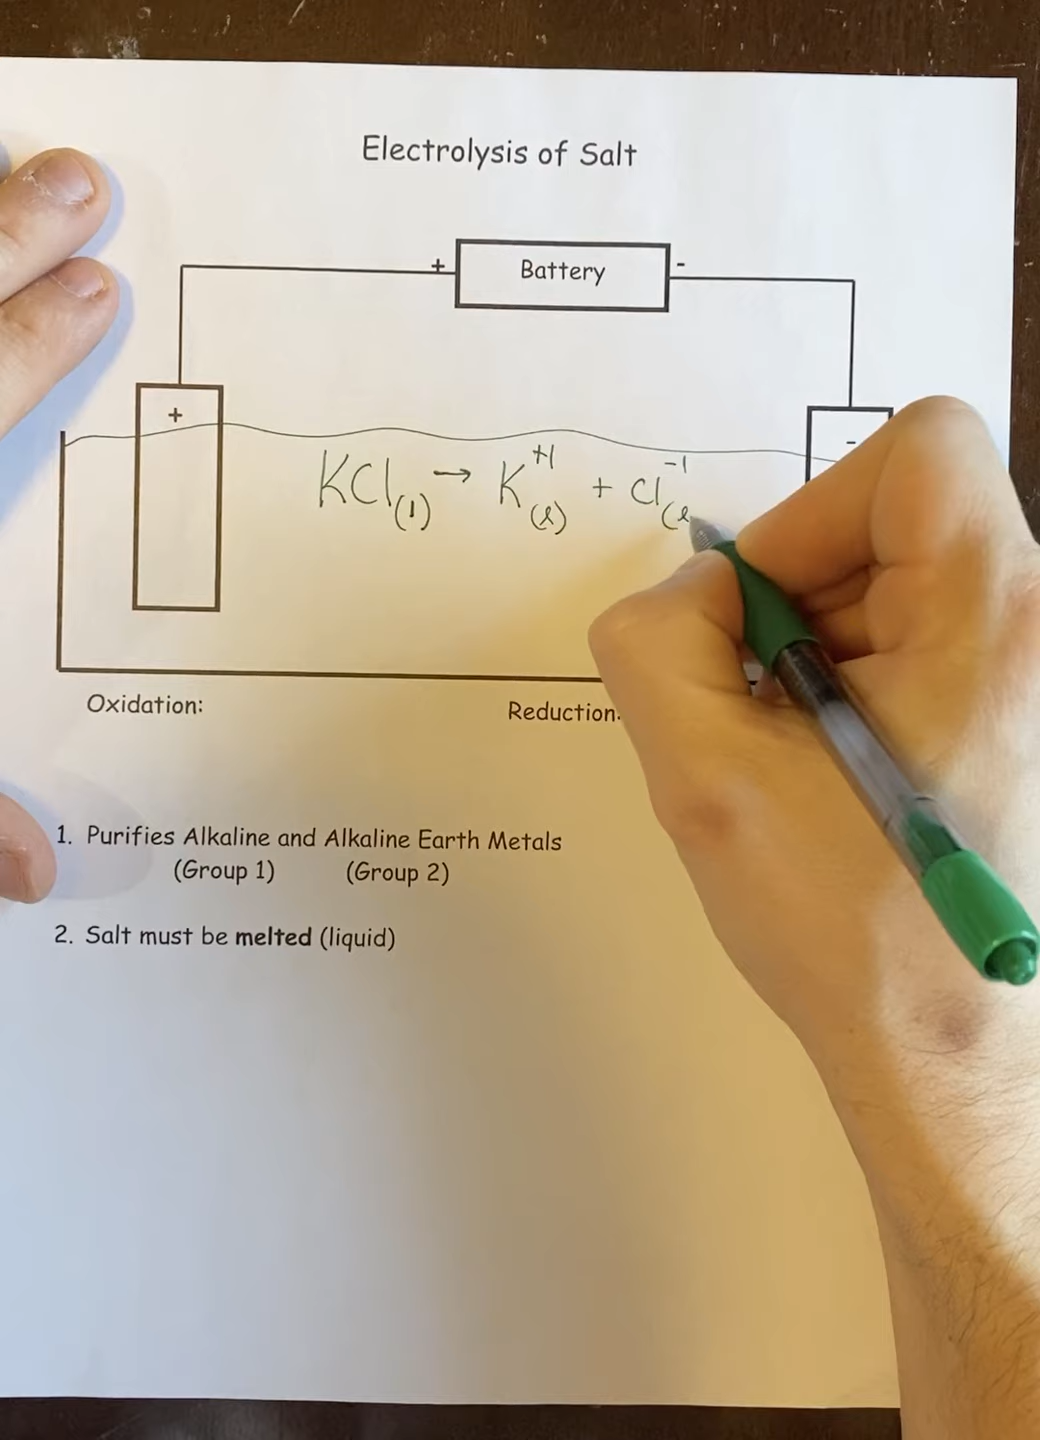 Electrolysis of Salt
+ Battery -
+ -
KCl(l) → K+1(l) + Cl-1(l
Oxidation: Reduction:
1. Purifies Alkaline and Alkaline Earth Metals
(Group 1) (Group 2)
2. Salt must be melted (liquid)